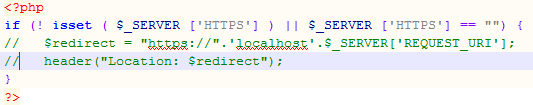 <?php
if (! isset ( $_SERVER ['HTTPS'] ) || $_SERVER ['HTTPS'] == "") {
//   $redirect = "https://".'localhost'.$_SERVER['REQUEST_URI'];
//   header("Location: $redirect");
}
?>